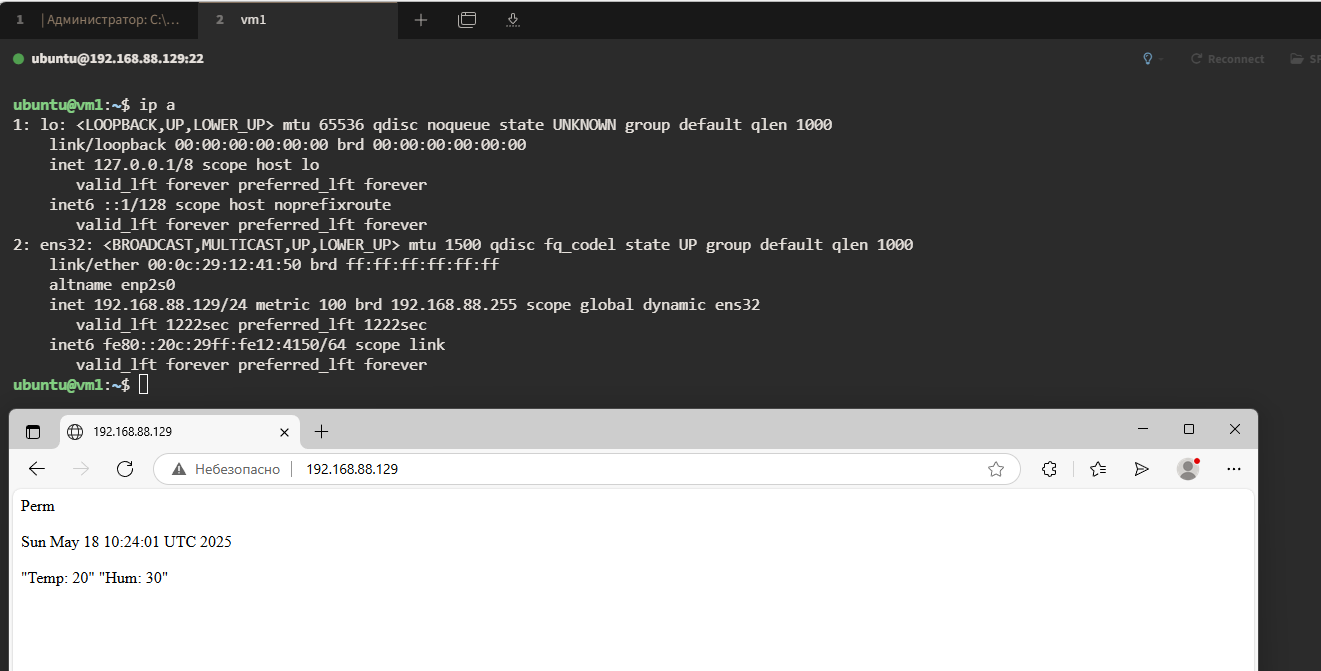 1 | Администратор: C:\...
2 vm1
ubuntu@192.168.88.129:22
Reconnect
SF
ubuntu@vm1:~$ ip a
1: lo: <LOOPBACK,UP,LOWER_UP> mtu 65536 qdisc noqueue state UNKNOWN group default qlen 1000
link/loopback 00:00:00:00:00:00 brd 00:00:00:00:00:00
inet 127.0.0.1/8 scope host lo
valid_lft forever preferred_lft forever
inet6 ::1/128 scope host noprefixroute
valid_lft forever preferred_lft forever
2: ens32: <BROADCAST,MULTICAST,UP,LOWER_UP> mtu 1500 qdisc fq_codel state UP group default qlen 1000
link/ether 00:0c:29:12:41:50 brd ff:ff:ff:ff:ff:ff
altname enp2s0
inet 192.168.88.129/24 metric 100 brd 192.168.88.255 scope global dynamic ens32
valid_lft 1222sec preferred_lft 1222sec
inet6 fe80::20c:29ff:fe12:4150/64 scope link
valid_lft forever preferred_lft forever
ubuntu@vm1:~$
192.168.88.129
Небезопасно 192.168.88.129
Perm
Sun May 18 10:24:01 UTC 2025
"Temp: 20" "Hum: 30"